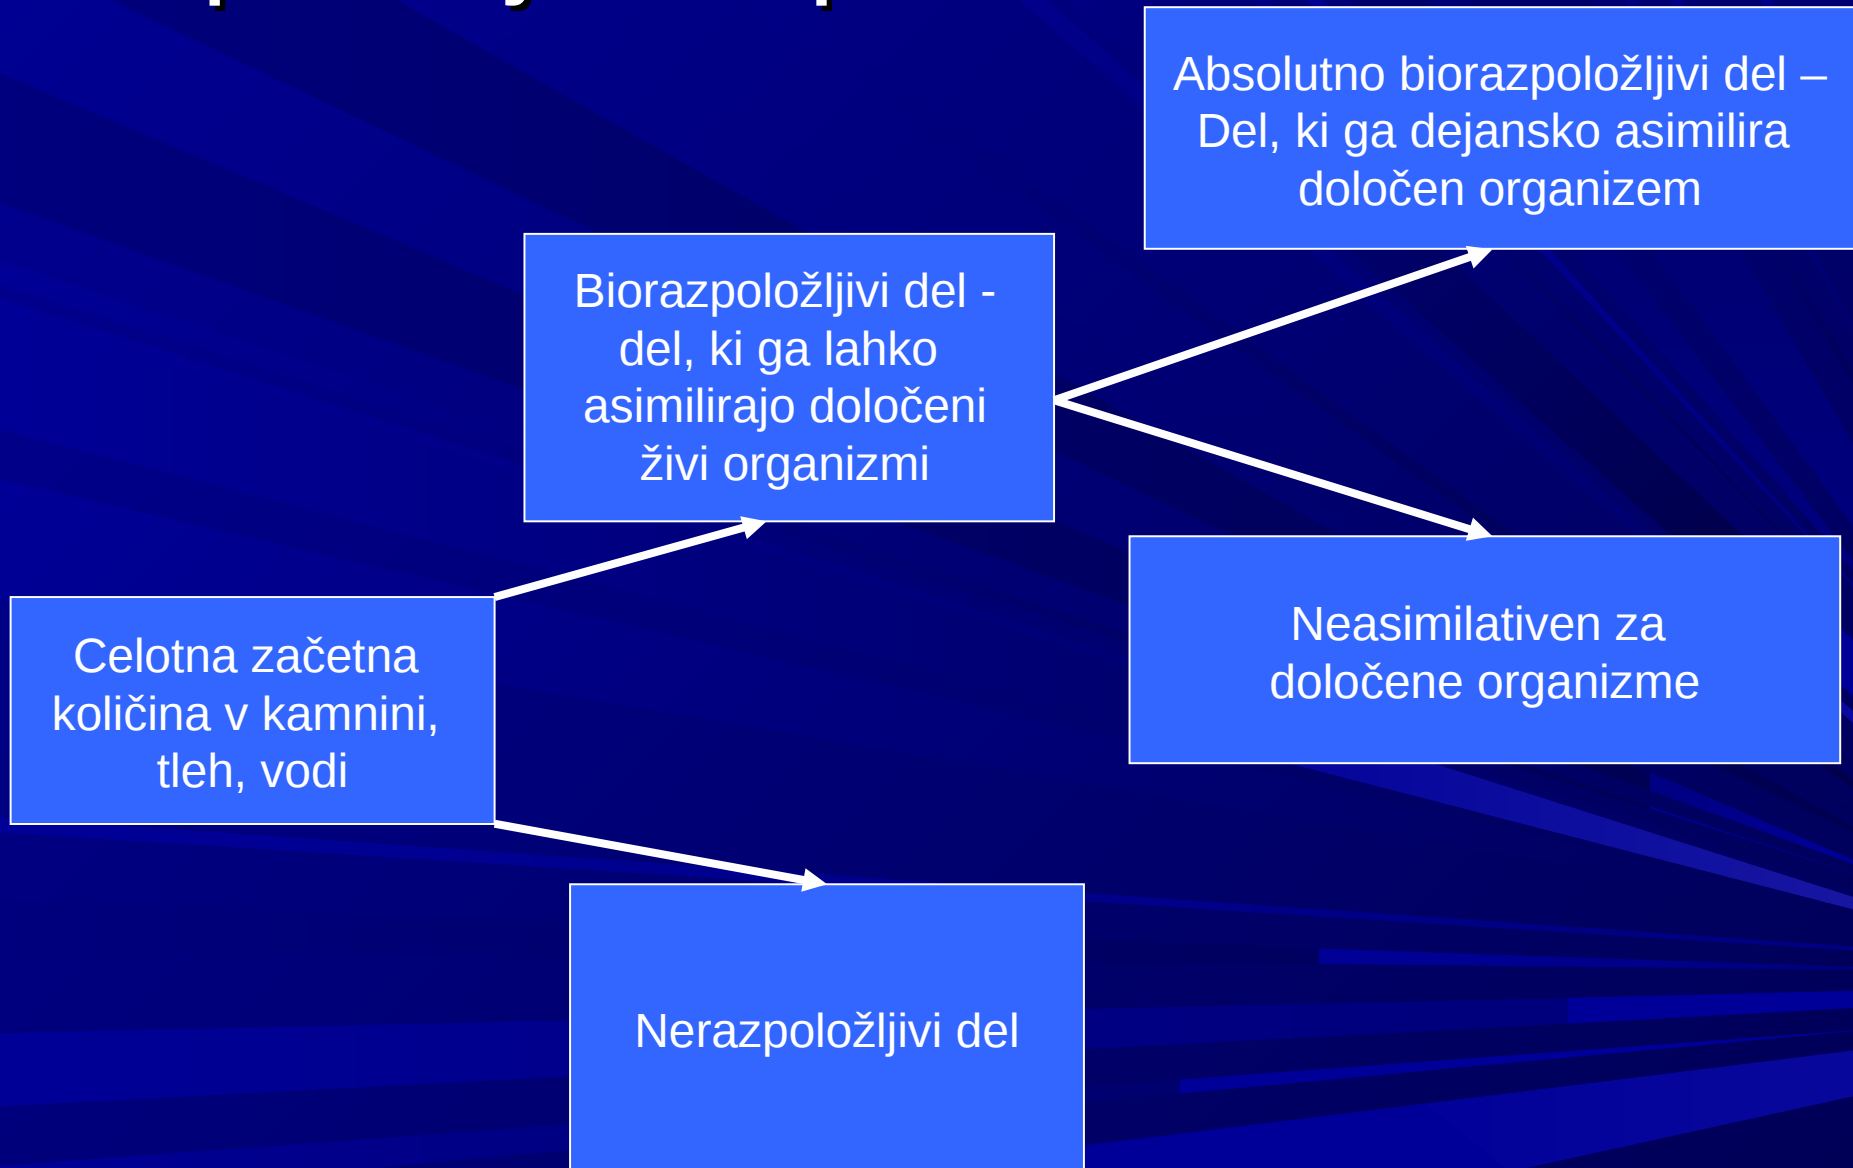 Absolutno biorazpoložljivi del –
Del, ki ga dejansko asimilira
določen organizem
Biorazpoložljivi del -
del, ki ga lahko
asimilirajo določeni
živi organizmi
Neasimilativen za
določene organizme
Celotna začetna
količina v kamnini,
tleh, vodi
Nerazpoložljivi del